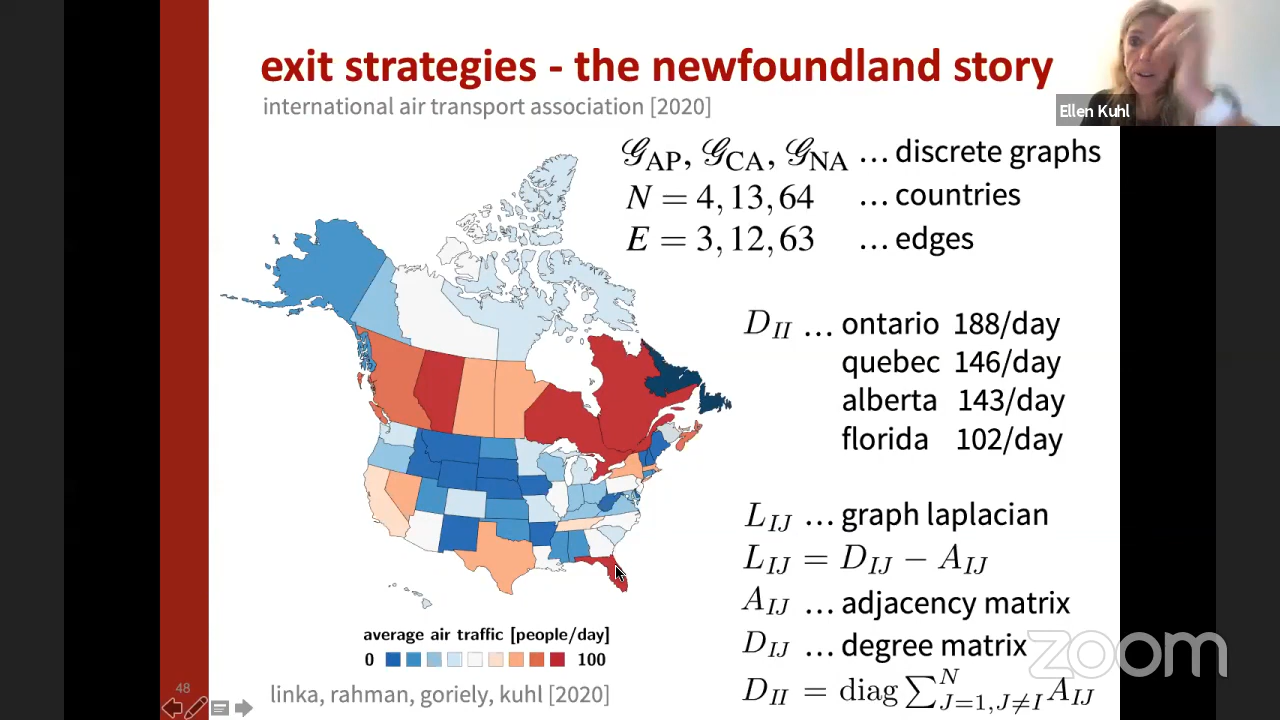 exit strategies - the newfoundland story
international air transport association [2020]
Ellen Kuhl
𝒢AP, 𝒢CA, 𝒢NA ... discrete graphs
N = 4, 13, 64 ... countries
E = 3, 12, 63 ... edges
D_II ... ontario 188/day
quebec 146/day
alberta 143/day
florida 102/day
L_IJ ... graph laplacian
L_IJ = D_IJ − A_IJ
A_IJ ... adjacency matrix
D_IJ ... degree matrix
D_II = diag ∑_{J=1,J≠I}^N A_IJ
average air traffic [people/day]
0 100
linka, rahman, goriely, kuhl [2020]
48
zoom